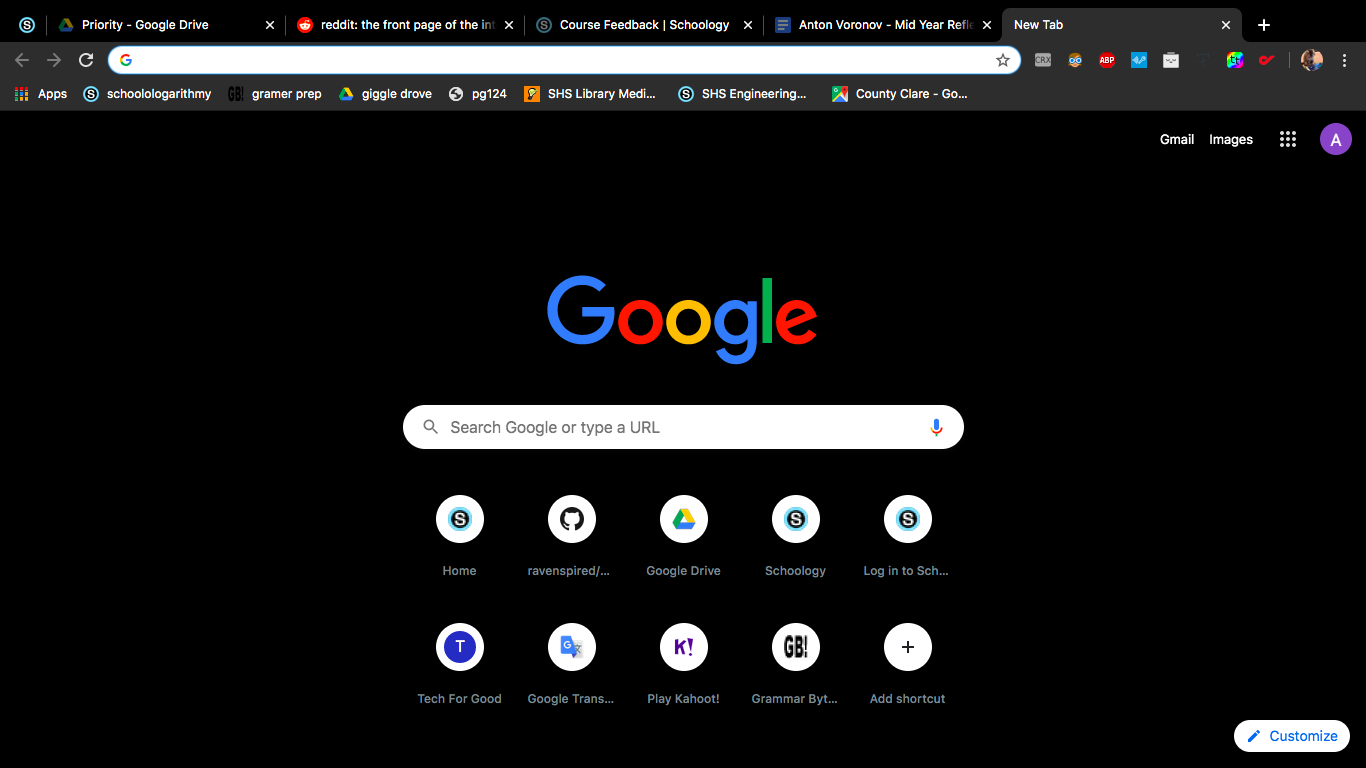 Priority - Google Drive
reddit: the front page of the int
Course Feedback | Schoology
Anton Voronov - Mid Year Refle
New Tab
CRX
ABP
Apps
schoolologarithmy
GB!
gramer prep
giggle drove
pg124
SHS Library Medi...
SHS Engineering...
County Clare - Go...
Gmail
Images
A
Google
Search Google or type a URL
Home
ravenspired/...
Google Drive
Schoology
Log in to Sch...
T
K!
GB!
Tech For Good
Google Trans...
Play Kahoot!
Grammar Byt...
Add shortcut
Customize